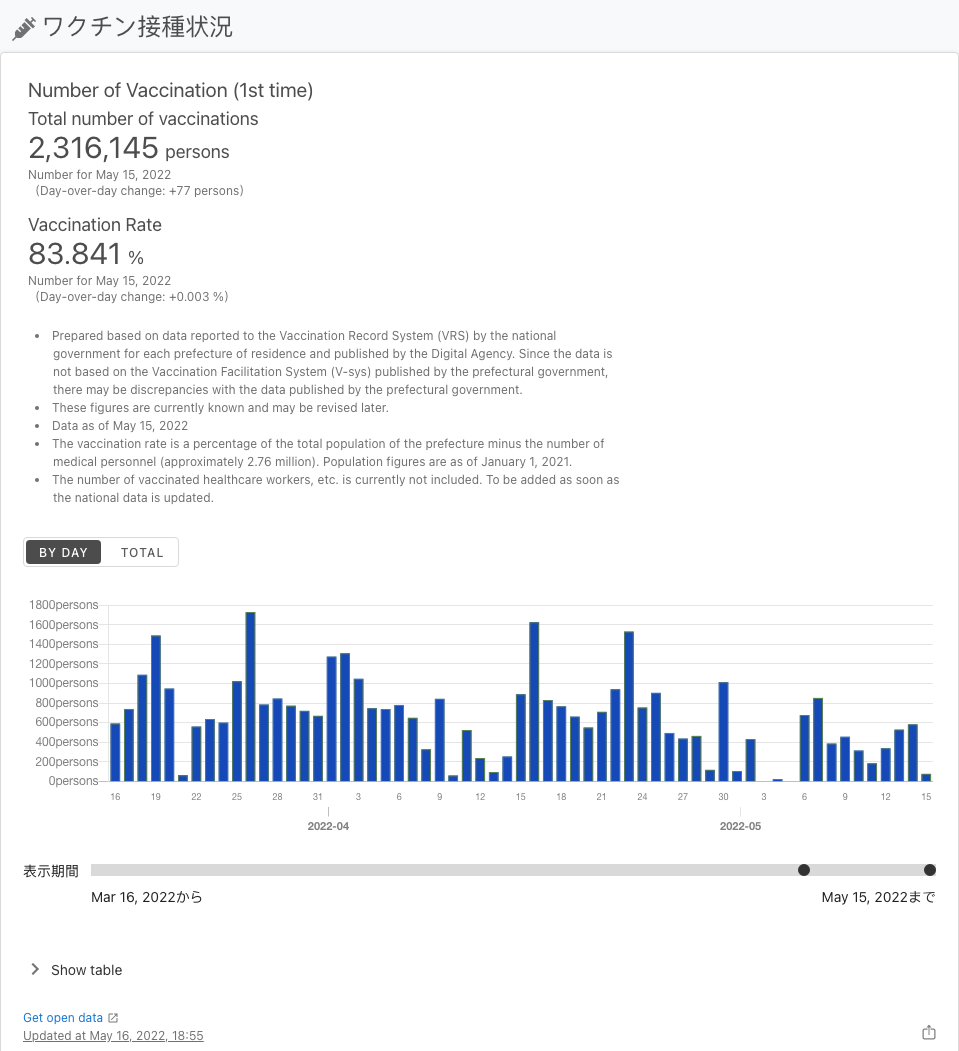 ワクチン接種状況
Number of Vaccination (1st time)
Total number of vaccinations
2,316,145 persons
Number for May 15, 2022
(Day-over-day change: +77 persons)
Vaccination Rate
83.841 %
Number for May 15, 2022
(Day-over-day change: +0.003 %)
• Prepared based on data reported to the Vaccination Record System (VRS) by the national
government for each prefecture of residence and published by the Digital Agency. Since the data is
not based on the Vaccination Facilitation System (V-sys) published by the prefectural government,
there may be discrepancies with the data published by the prefectural government.
• These figures are currently known and may be revised later.
• Data as of May 15, 2022
• The vaccination rate is a percentage of the total population of the prefecture minus the number of
medical personnel (approximately 2.76 million). Population figures are as of January 1, 2021.
• The number of vaccinated healthcare workers, etc. is currently not included. To be added as soon as
the national data is updated.
BY DAY TOTAL
1800persons
1600persons
1400persons
1200persons
1000persons
800persons
600persons
400persons
200persons
0persons
16 19 22 25 28 31 3 6 9 12 15 18 21 24 27 30 3 6 9 12 15
2022-04 2022-05
表示期間
Mar 16, 2022から May 15, 2022まで
Show table
Get open data
Updated at May 16, 2022, 18:55